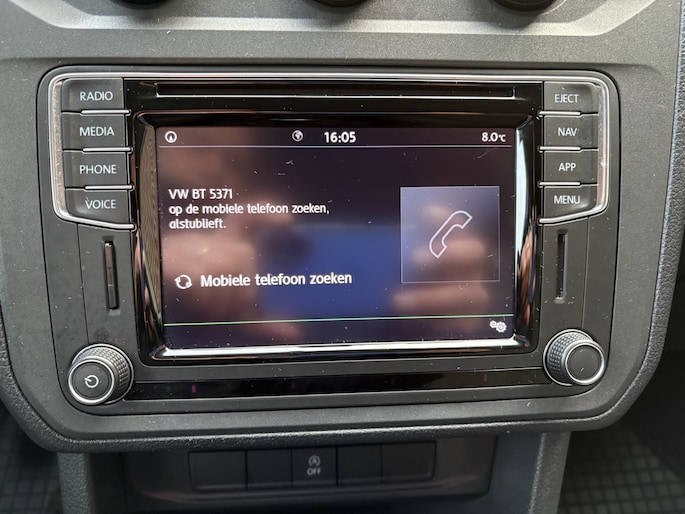 RADIO
MEDIA
PHONE
VOICE
EJECT
NAV
APP
MENU
16:05
8.0°C
VW BT 5371
op de mobiele telefoon zoeken,
alstublieft.
Mobiele telefoon zoeken
A
OFF